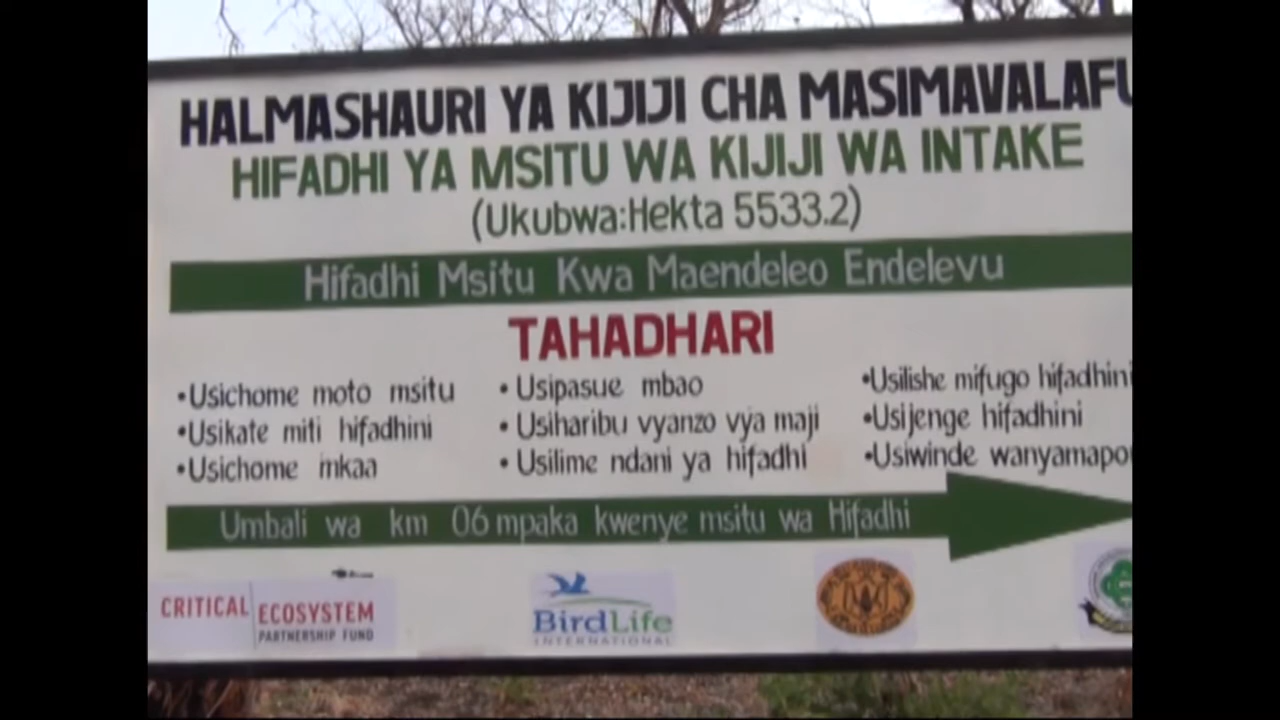 HALMASHAURI YA KIJIJI CHA MASIMAVALAFU
HIFADHI YA MSITU WA KIJIJI WA INTAKE
(Ukubwa:Hekta 5533.2)
Hifadhi Msitu Kwa Maendeleo Endelevu
TAHADHARI
•Usichome moto msitu
•Usikate miti hifadhini
•Usichome mkaa
• Usipasue mbao
• Usiharibu vyanzo vya maji
• Usilime ndani ya hifadhi
•Usilishe mifugo hifadhini
•Usijenge hifadhini
•Usiwinde wanyamapo
Umbali wa km 06 mpaka kwenye msitu wa Hifadhi
CRITICAL ECOSYSTEM
PARTNERSHIP FUND
BirdLife
INTERNATIONAL